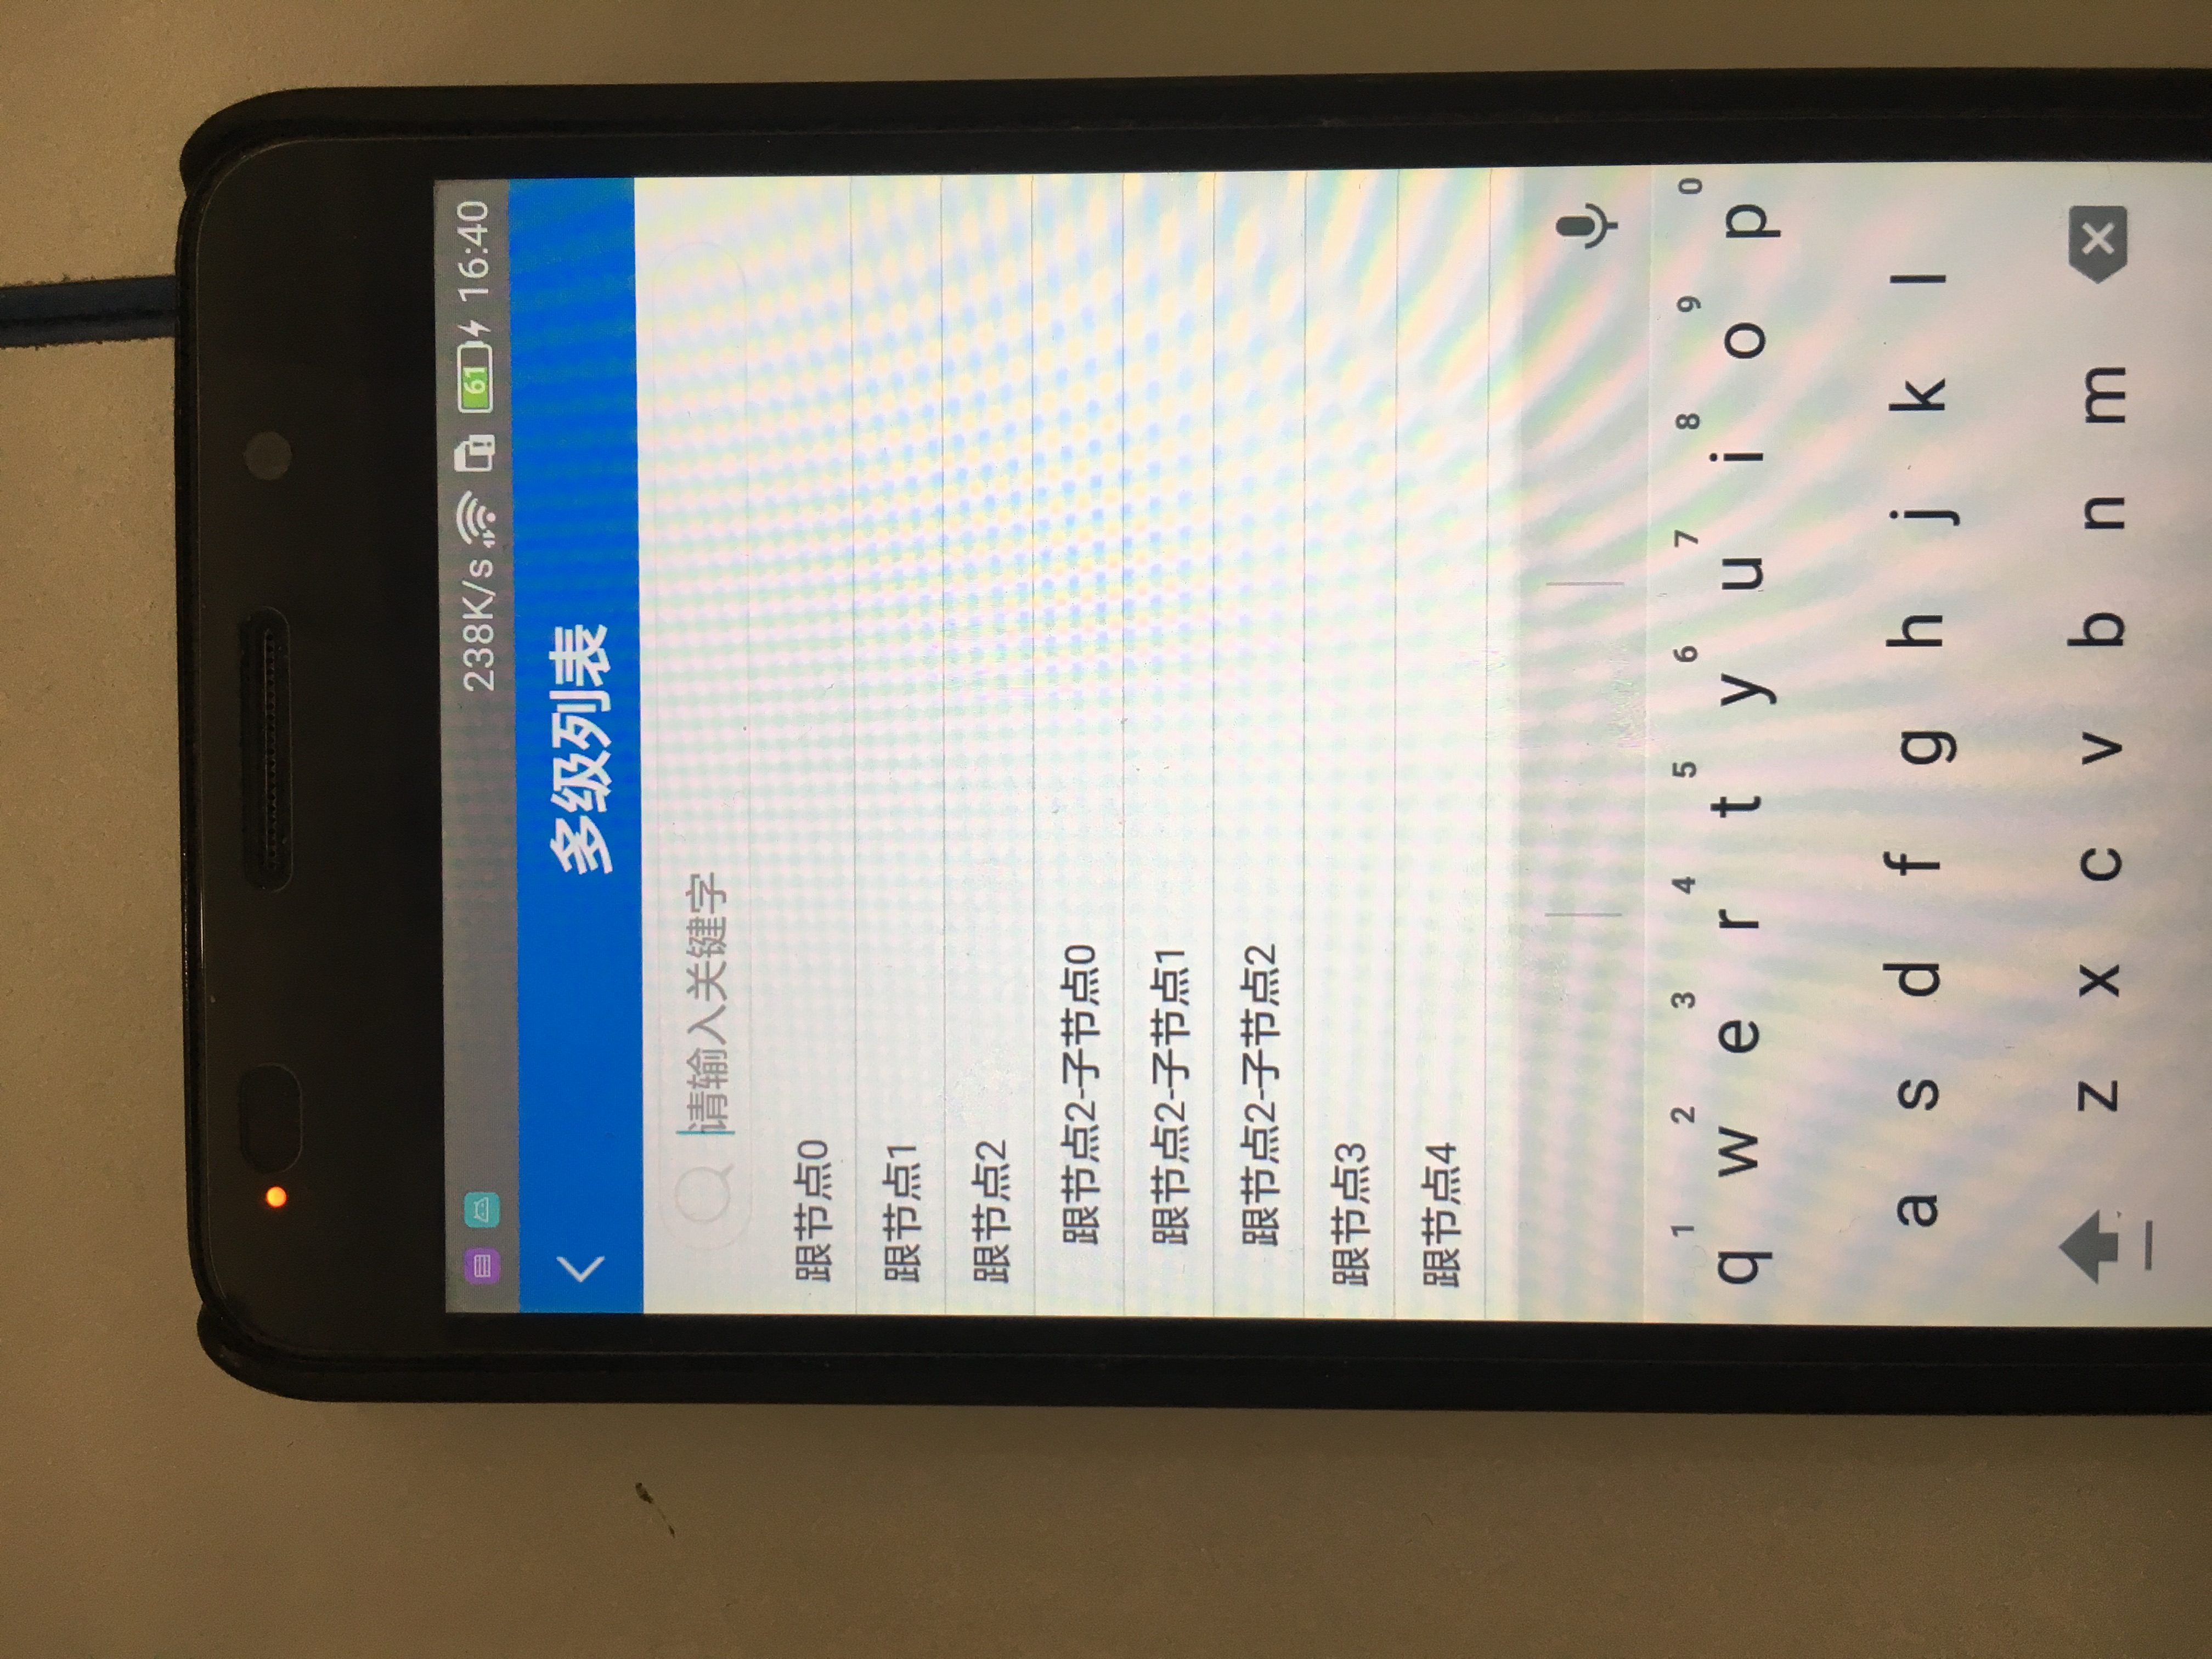 238K/s 61 16:40
多级列表
请输入关键字
跟节点0
跟节点1
跟节点2
跟节点2-子节点0
跟节点2-子节点1
跟节点2-子节点2
跟节点3
跟节点4
1 2 3 4 5 6 7 8 9 0
q w e r t y u i o p
a s d f g h j k l
z x c v b n m